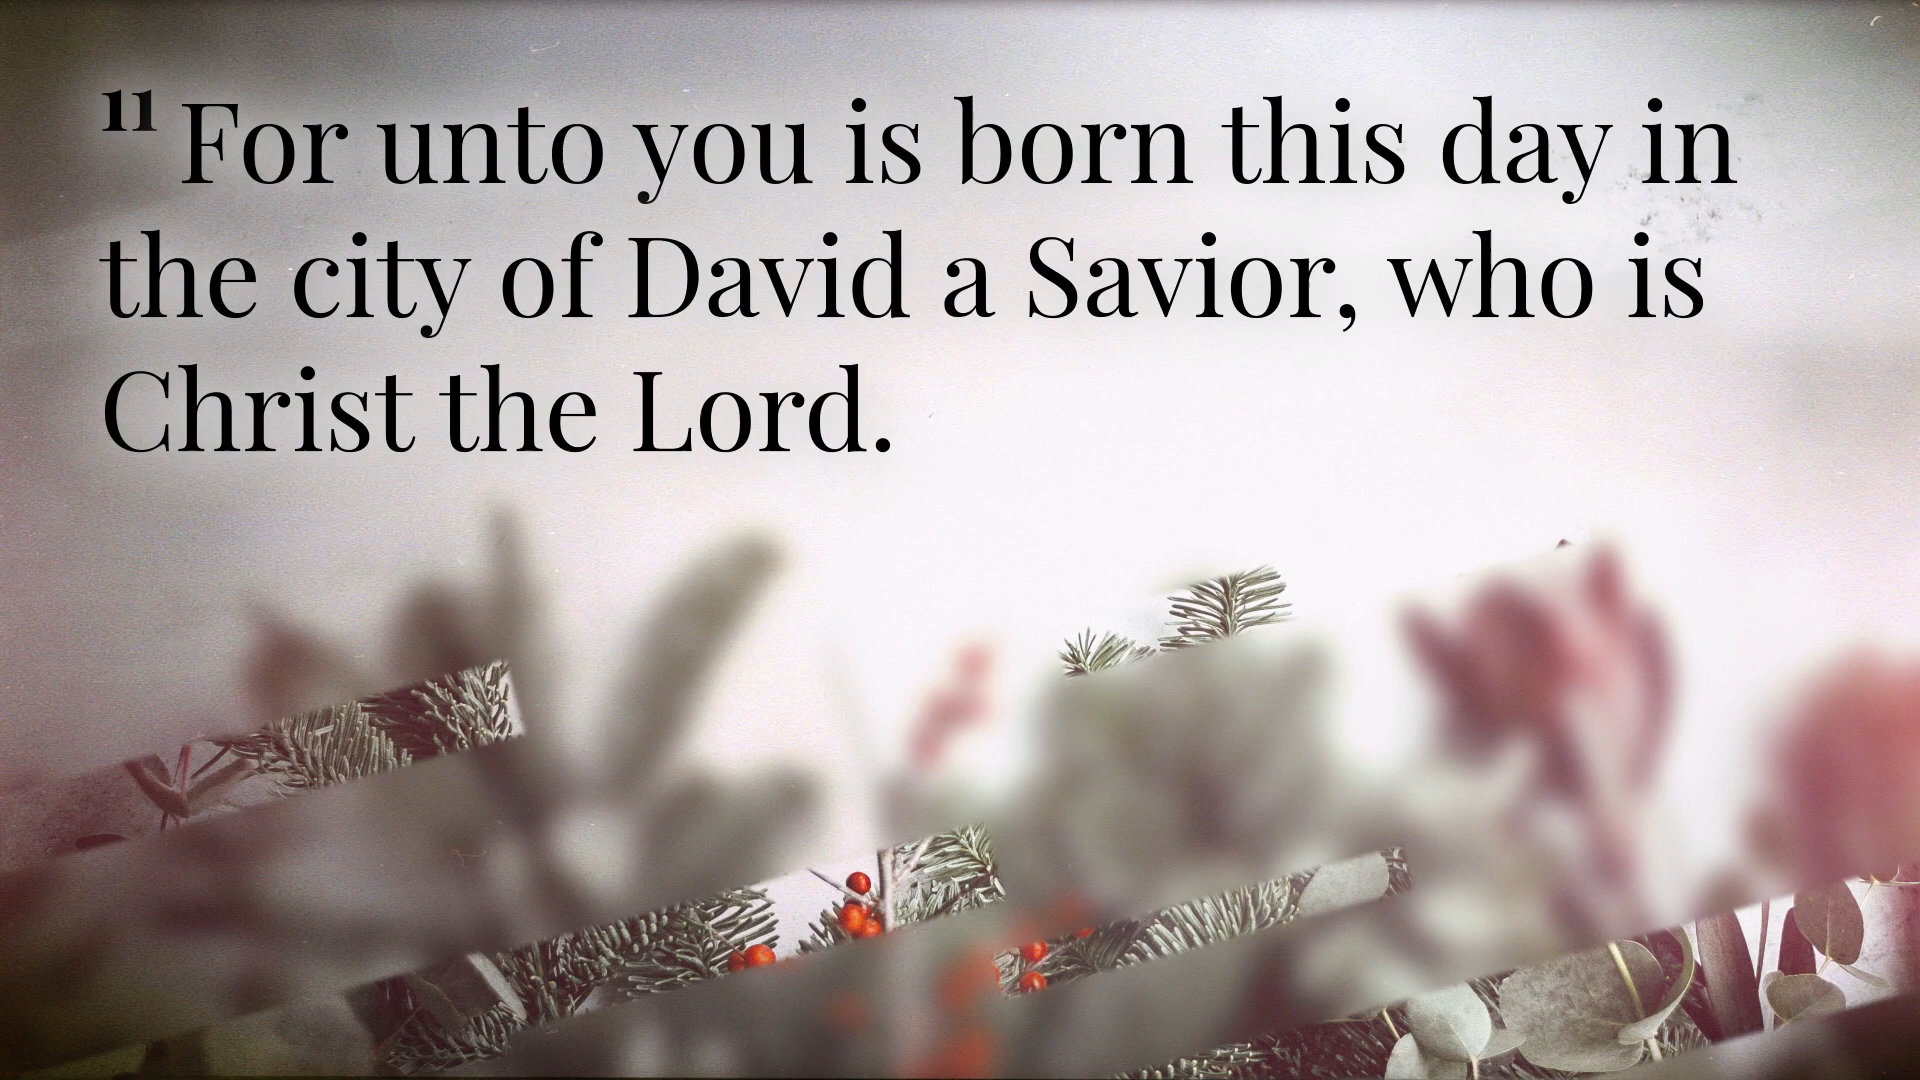 11 For unto you is born this day in
the city of David a Savior, who is
Christ the Lord.